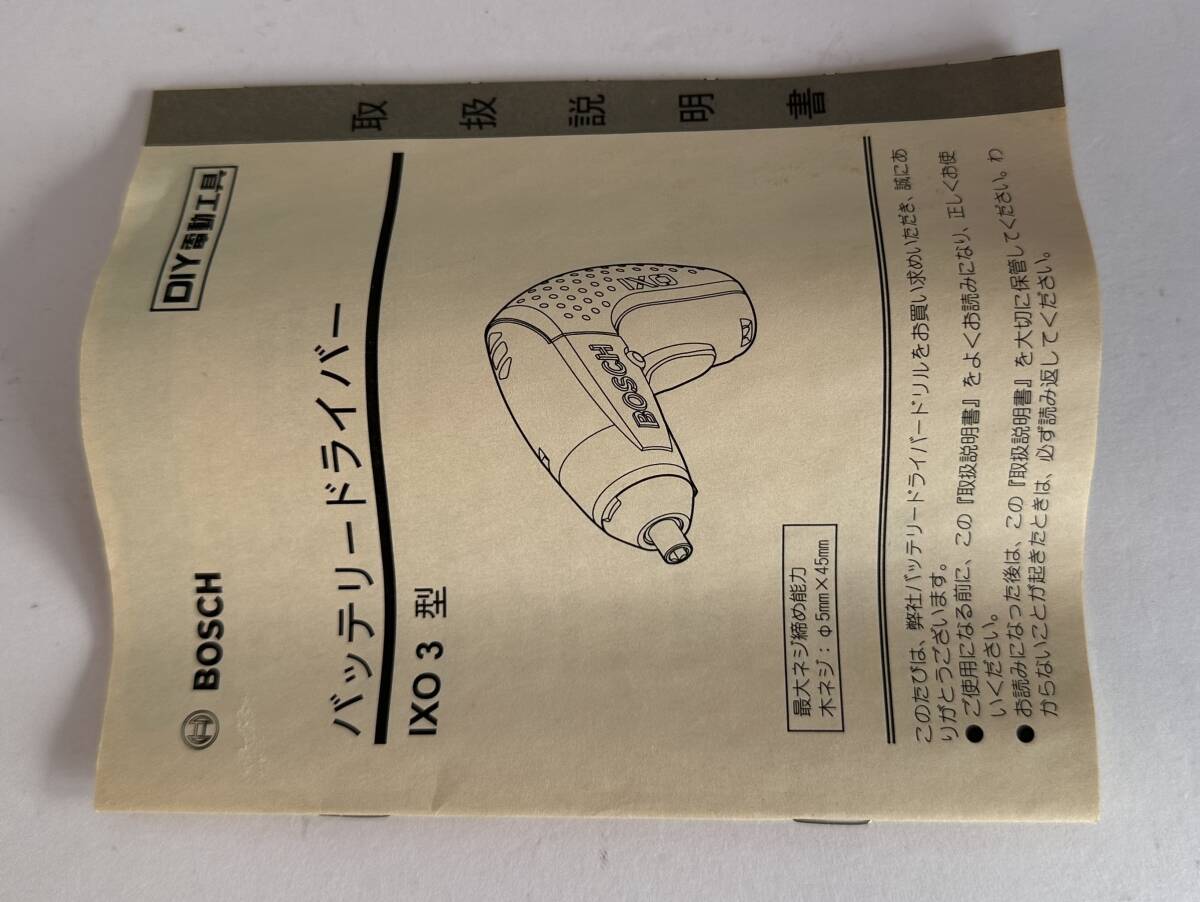 BOSCH
DIY電動工具
取扱説明書
バッテリードライバー
IXO 3 型
BOSCH
IXO
最大ネジ締め能力
木ネジ：φ5mm×45mm
このたびは、弊社バッテリードライバードリルをお買い求めいただき、誠にあ
りがとうございます。
● ご使用になる前に、この『取扱説明書』をよくお読みになり、正しくお使
いください。
● お読みになった後は、この『取扱説明書』を大切に保管してください。わ
からないことが起きたときは、必ず読み返してください。